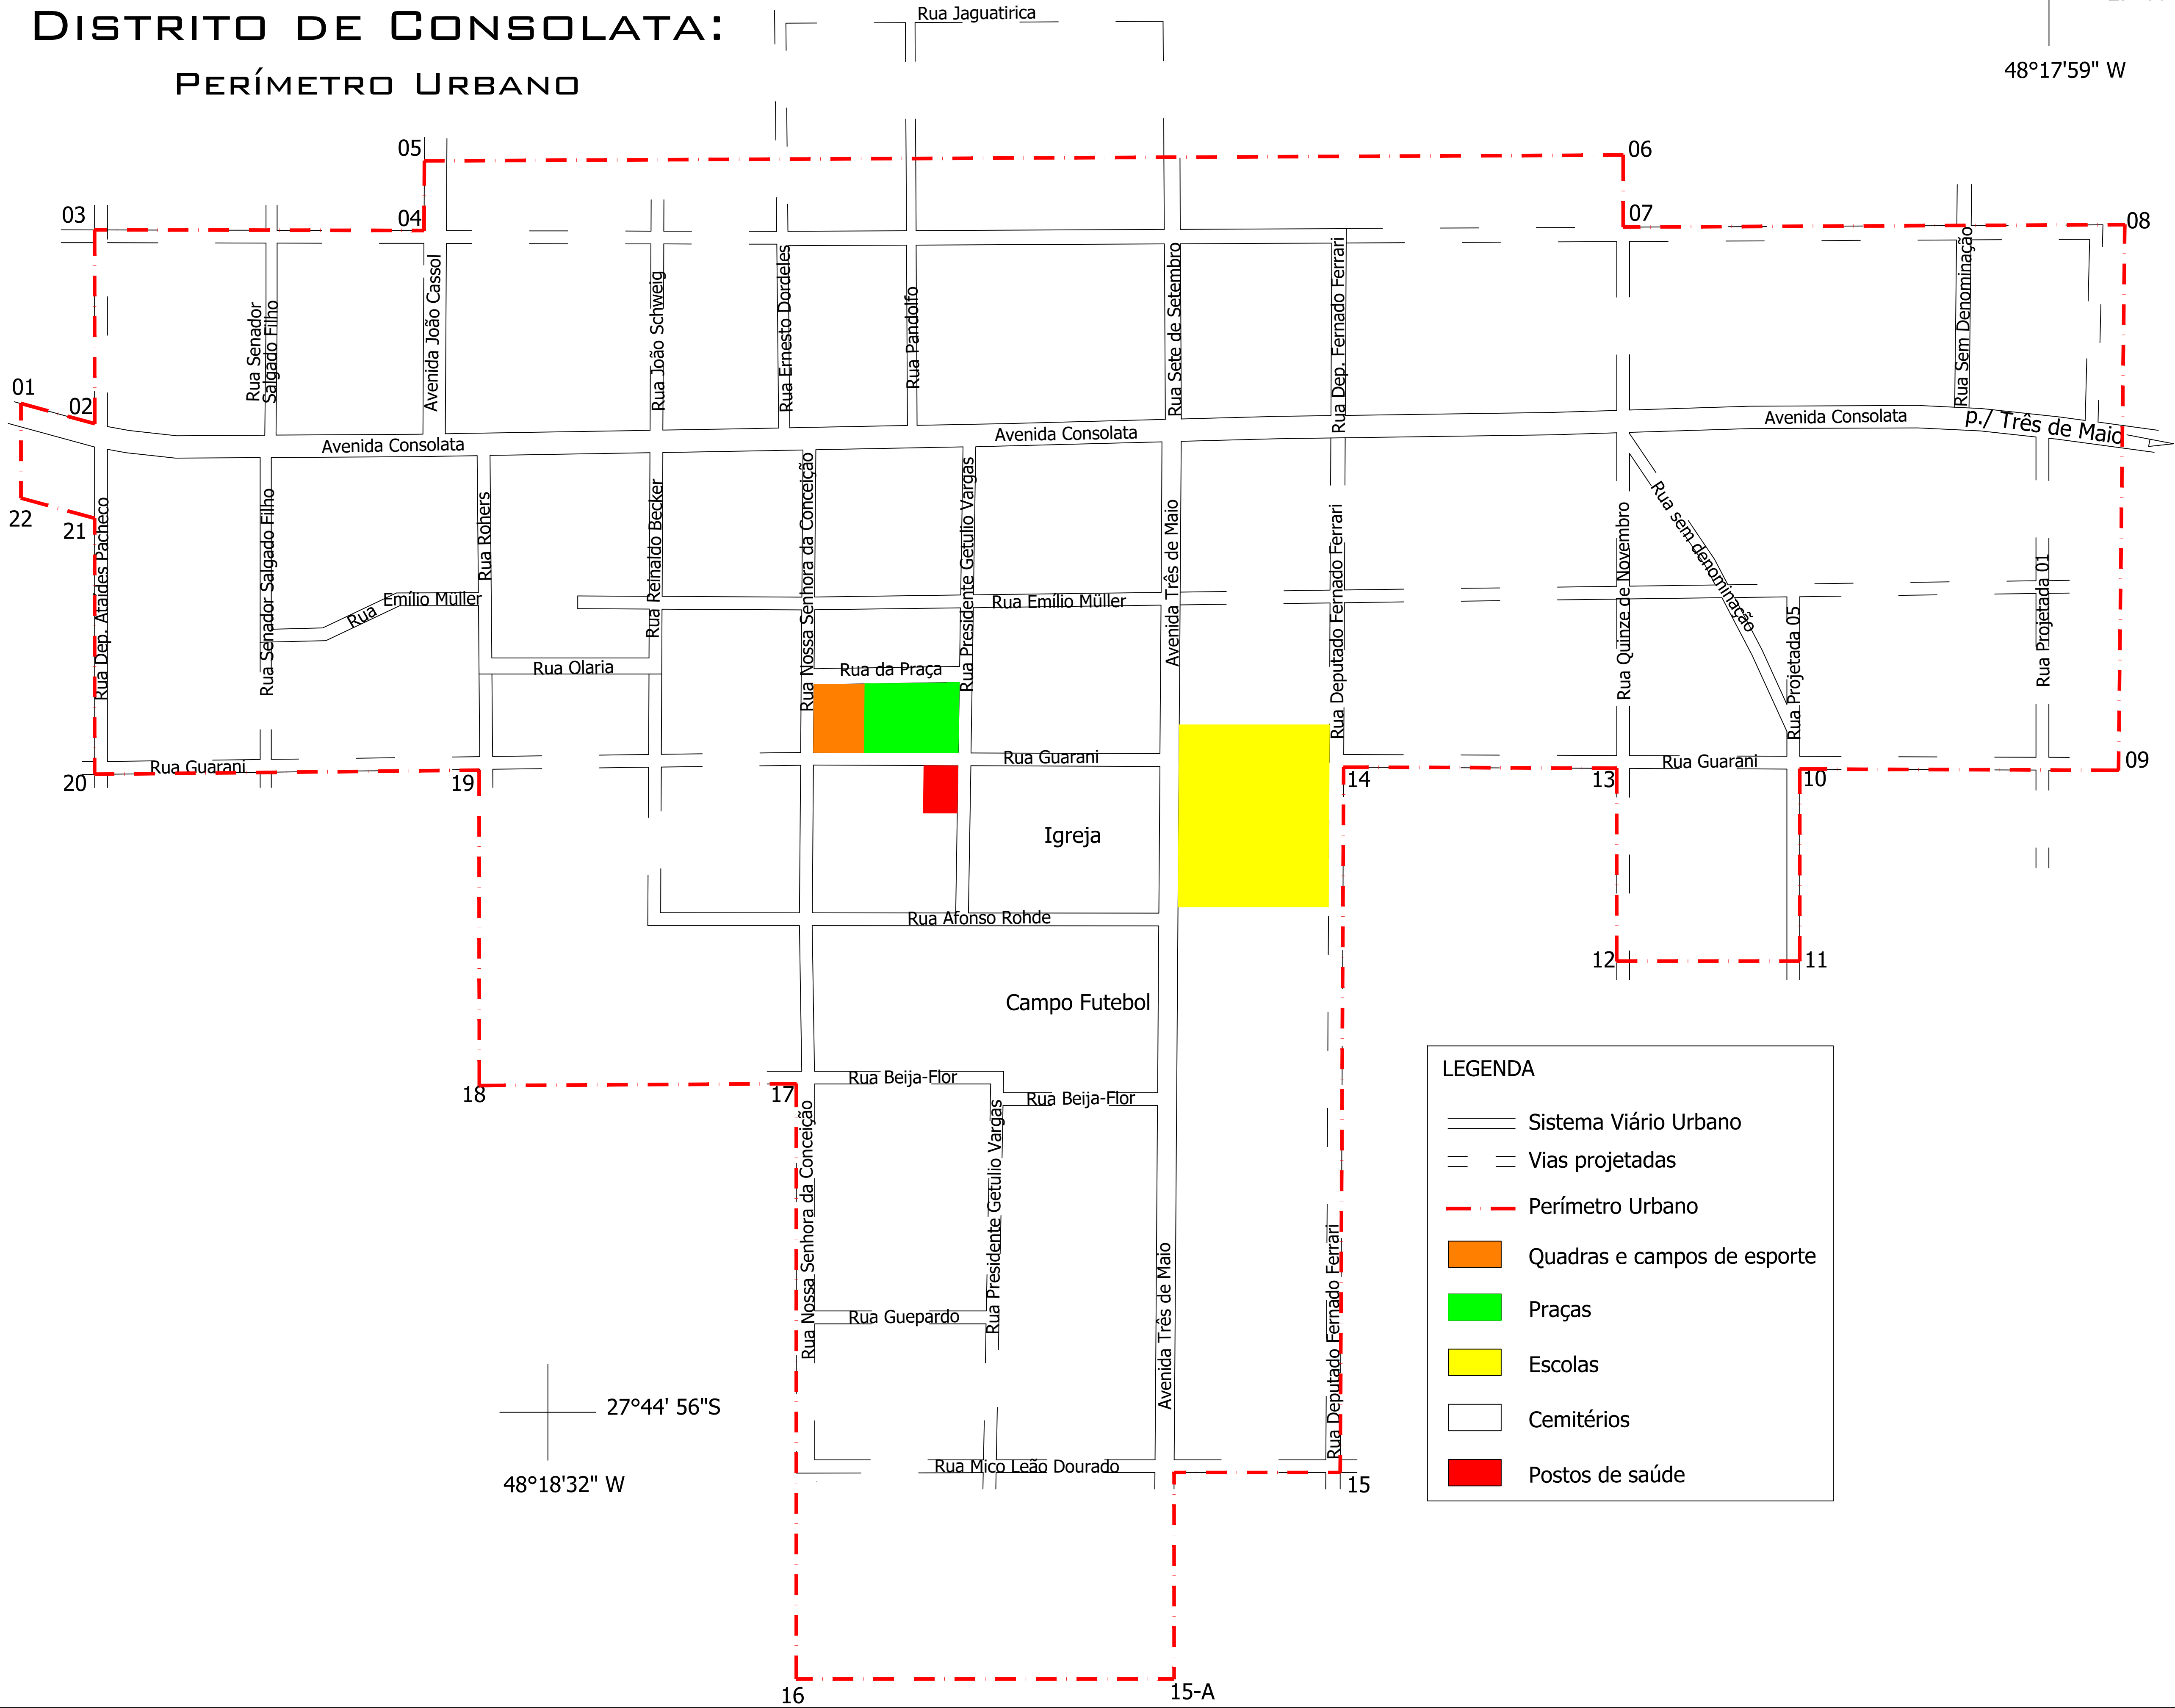 DISTRITO DE CONSOLATA:
PERÍMETRO URBANO
Rua Jaguatirica
48°17'59" W
05
06
03
04
07
08
Rua Senador
Salgado Filho
Avenida João Cassol
Rua João Schweig
Rua Ernesto Dordeles
Rua Pandolfo
Rua Sete de Setembro
Rua Dep. Fernado Ferrari
Rua Sem Denominação
01
02
Avenida Consolata
Avenida Consolata
Avenida Consolata
p./ Três de Maio
22
21
Rua Dep. Ataides Pacheco
Rua Senador Salgado Filho
Rua Rohers
Rua Reinaldo Becker
Rua Nossa Senhora da Conceição
Rua Presidente Getulio Vargas
Avenida Três de Maio
Rua Deputado Fernado Ferrari
Rua Quinze de Novembro
Rua sem denominação
Rua Projetada 05
Rua Projetada 01
Rua
Emílio Müller
Rua Emílio Müller
Rua Olaria
Rua da Praça
Rua Guarani
Rua Guarani
Rua Guarani
20
19
14
13
10
09
Igreja
Rua Afonso Rohde
12
11
Campo Futebol
18
17
Rua Beija-Flor
Rua Beija-Flor
Rua Nossa Senhora da Conceição
Rua Presidente Getulio Vargas
Avenida Três de Maio
Rua Deputado Fernado Ferrari
Rua Guepardo
27°44' 56"S
48°18'32" W
Rua Mico Leão Dourado
15
16
15-A
LEGENDA
Sistema Viário Urbano
Vias projetadas
Perímetro Urbano
Quadras e campos de esporte
Praças
Escolas
Cemitérios
Postos de saúde